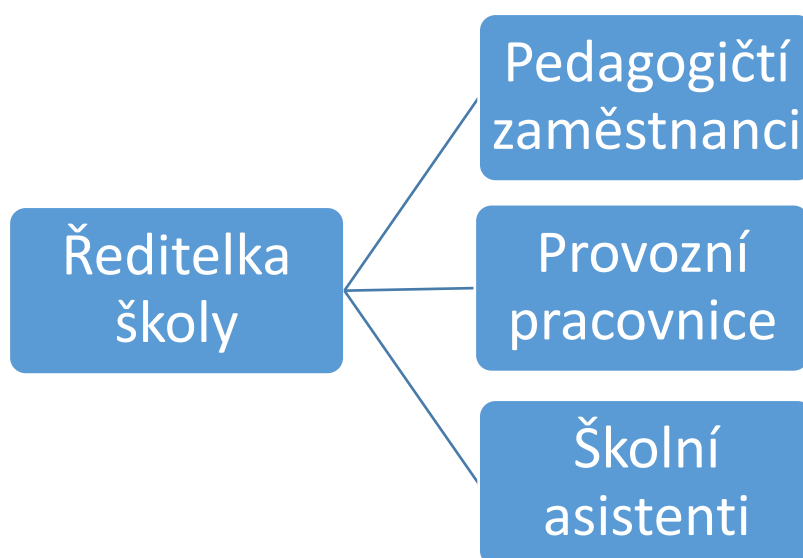 Ředitelka
školy
Pedagogičtí
zaměstnanci
Provozní
pracovnice
Školní
asistenti